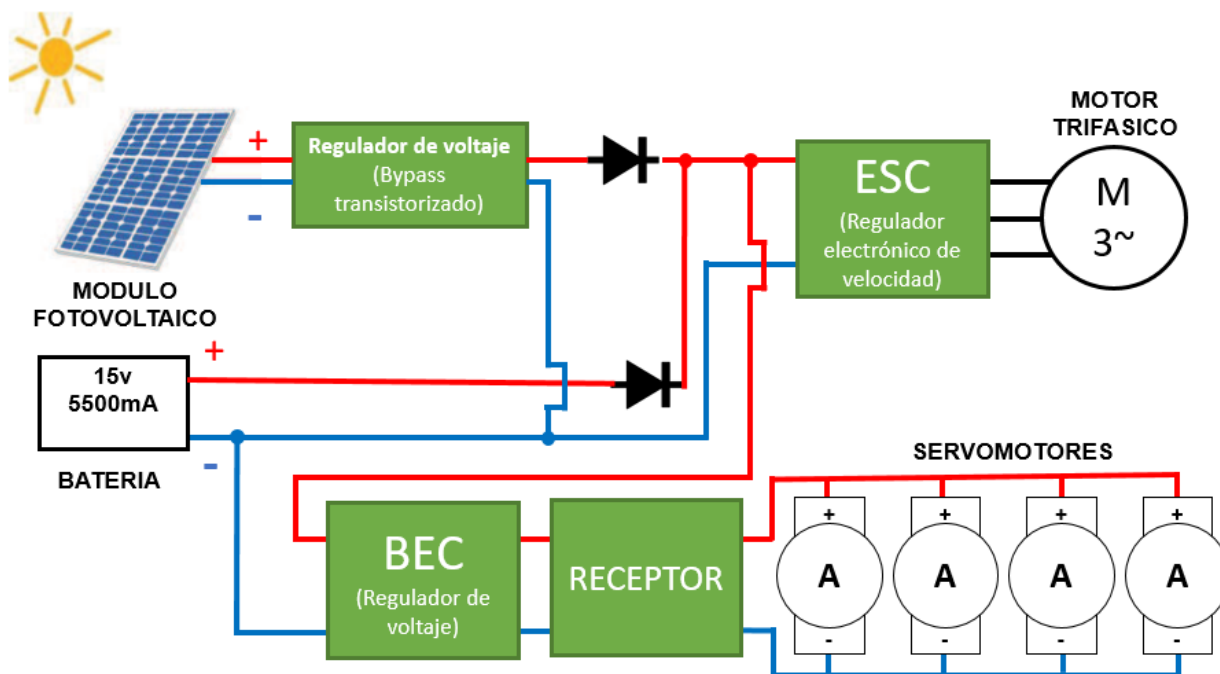 +
Regulador de voltaje
(Bypass
transistorizado)
-
MODULO
FOTOVOLTAICO
ESC
(Regulador
electrónico de
velocidad)
MOTOR
TRIFASICO
M
3~
+
15v
5500mA
-
BATERIA
BEC
(Regulador de
voltaje)
RECEPTOR
SERVOMOTORES
+ + + +
A A A A
- - - -